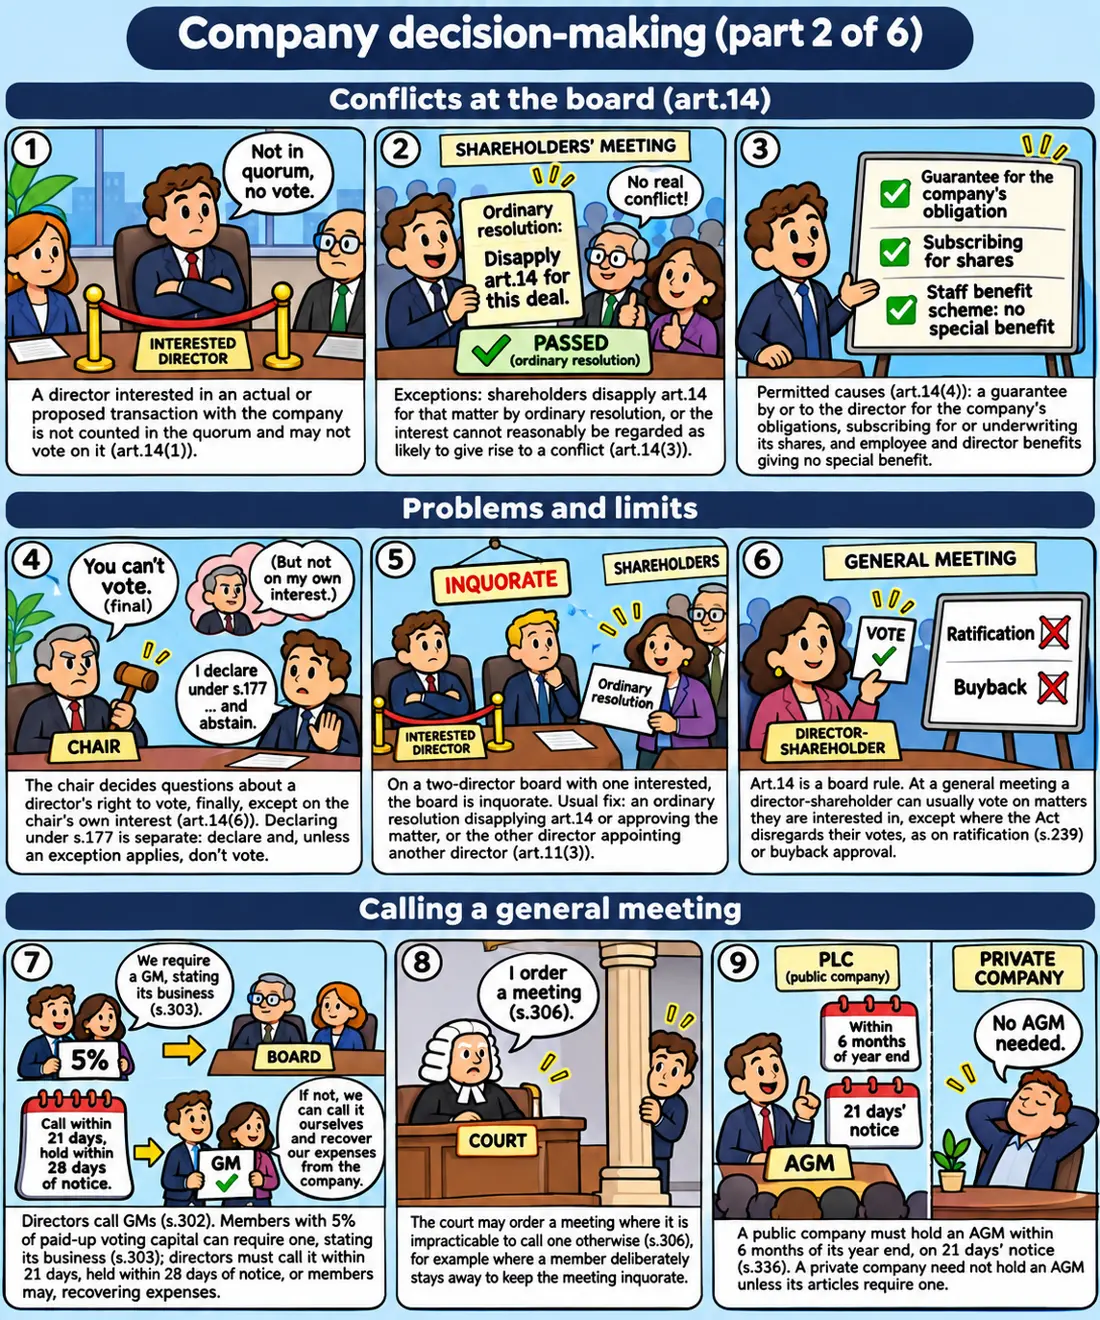 Company decision-making (part 2 of 6)
Conflicts at the board (art.14)
1
Not in
quorum,
no vote.
INTERESTED
DIRECTOR
A director interested in an actual or
proposed transaction with the company
is not counted in the quorum and may not
vote on it (art.14(1)).
2
SHAREHOLDERS' MEETING
Ordinary
resolution:
Disapply
art.14 for
this deal.
No real
conflict!
PASSED
(ordinary resolution)
Exceptions: shareholders disapply art.14
for that matter by ordinary resolution, or the
interest cannot reasonably be regarded as
likely to give rise to a conflict (art.14(3)).
3
Guarantee for the
company's
obligation
Subscribing
for shares
Staff benefit
scheme: no
special benefit
Permitted causes (art.14(4)): a guarantee
by or to the director for the company's
obligations, subscribing for or underwriting
its shares, and employee and director benefits
giving no special benefit.
Problems and limits
4
You can't
vote.
(final)
(But not
on my own
interest.)
I declare
under s.177
... and
abstain.
CHAIR
The chair decides questions about a
director's right to vote, finally, except on the
chair's own interest (art.14(6)). Declaring
under s.177 is separate: declare and, unless
an exception applies, don't vote.
5
INQUORATE
SHAREHOLDERS
Ordinary
resolution
INTERESTED
DIRECTOR
On a two-director board with one interested,
the board is inquorate. Usual fix: an ordinary
resolution disapplying art.14 or approving the
matter, or the other director appointing
another director (art.11(3)).
6
GENERAL MEETING
VOTE
Ratification
Buyback
DIRECTOR-
SHAREHOLDER
Art.14 is a board rule. At a general meeting a
director-shareholder can usually vote on matters
they are interested in, except where the Act
disregards their votes, as on ratification (s.239)
or buyback approval.
Calling a general meeting
7
We require
a GM, stating
its business
(s.303).
5%
BOARD
Call within
21 days,
hold within
28 days
of notice.
GM
If not, we
can call it
ourselves
and recover
our expenses
from the
company.
Directors call GMs (s.302). Members with 5%
of paid-up voting capital can require one, stating
its business (s.303); directors must call it within
21 days, held within 28 days of notice, or members
may, recovering expenses.
8
I order
a meeting
(s.306).
COURT
The court may order a meeting where it is
impracticable to call one otherwise (s.306),
for example where a member deliberately
stays away to keep the meeting inquorate.
9
PLC
(public company)
Within
6 months
of year end
21 days'
notice
AGM
PRIVATE
COMPANY
No AGM
needed.
A public company must hold an AGM within
6 months of its year end, on 21 days' notice
(s.336). A private company need not hold an AGM
unless its articles require one.